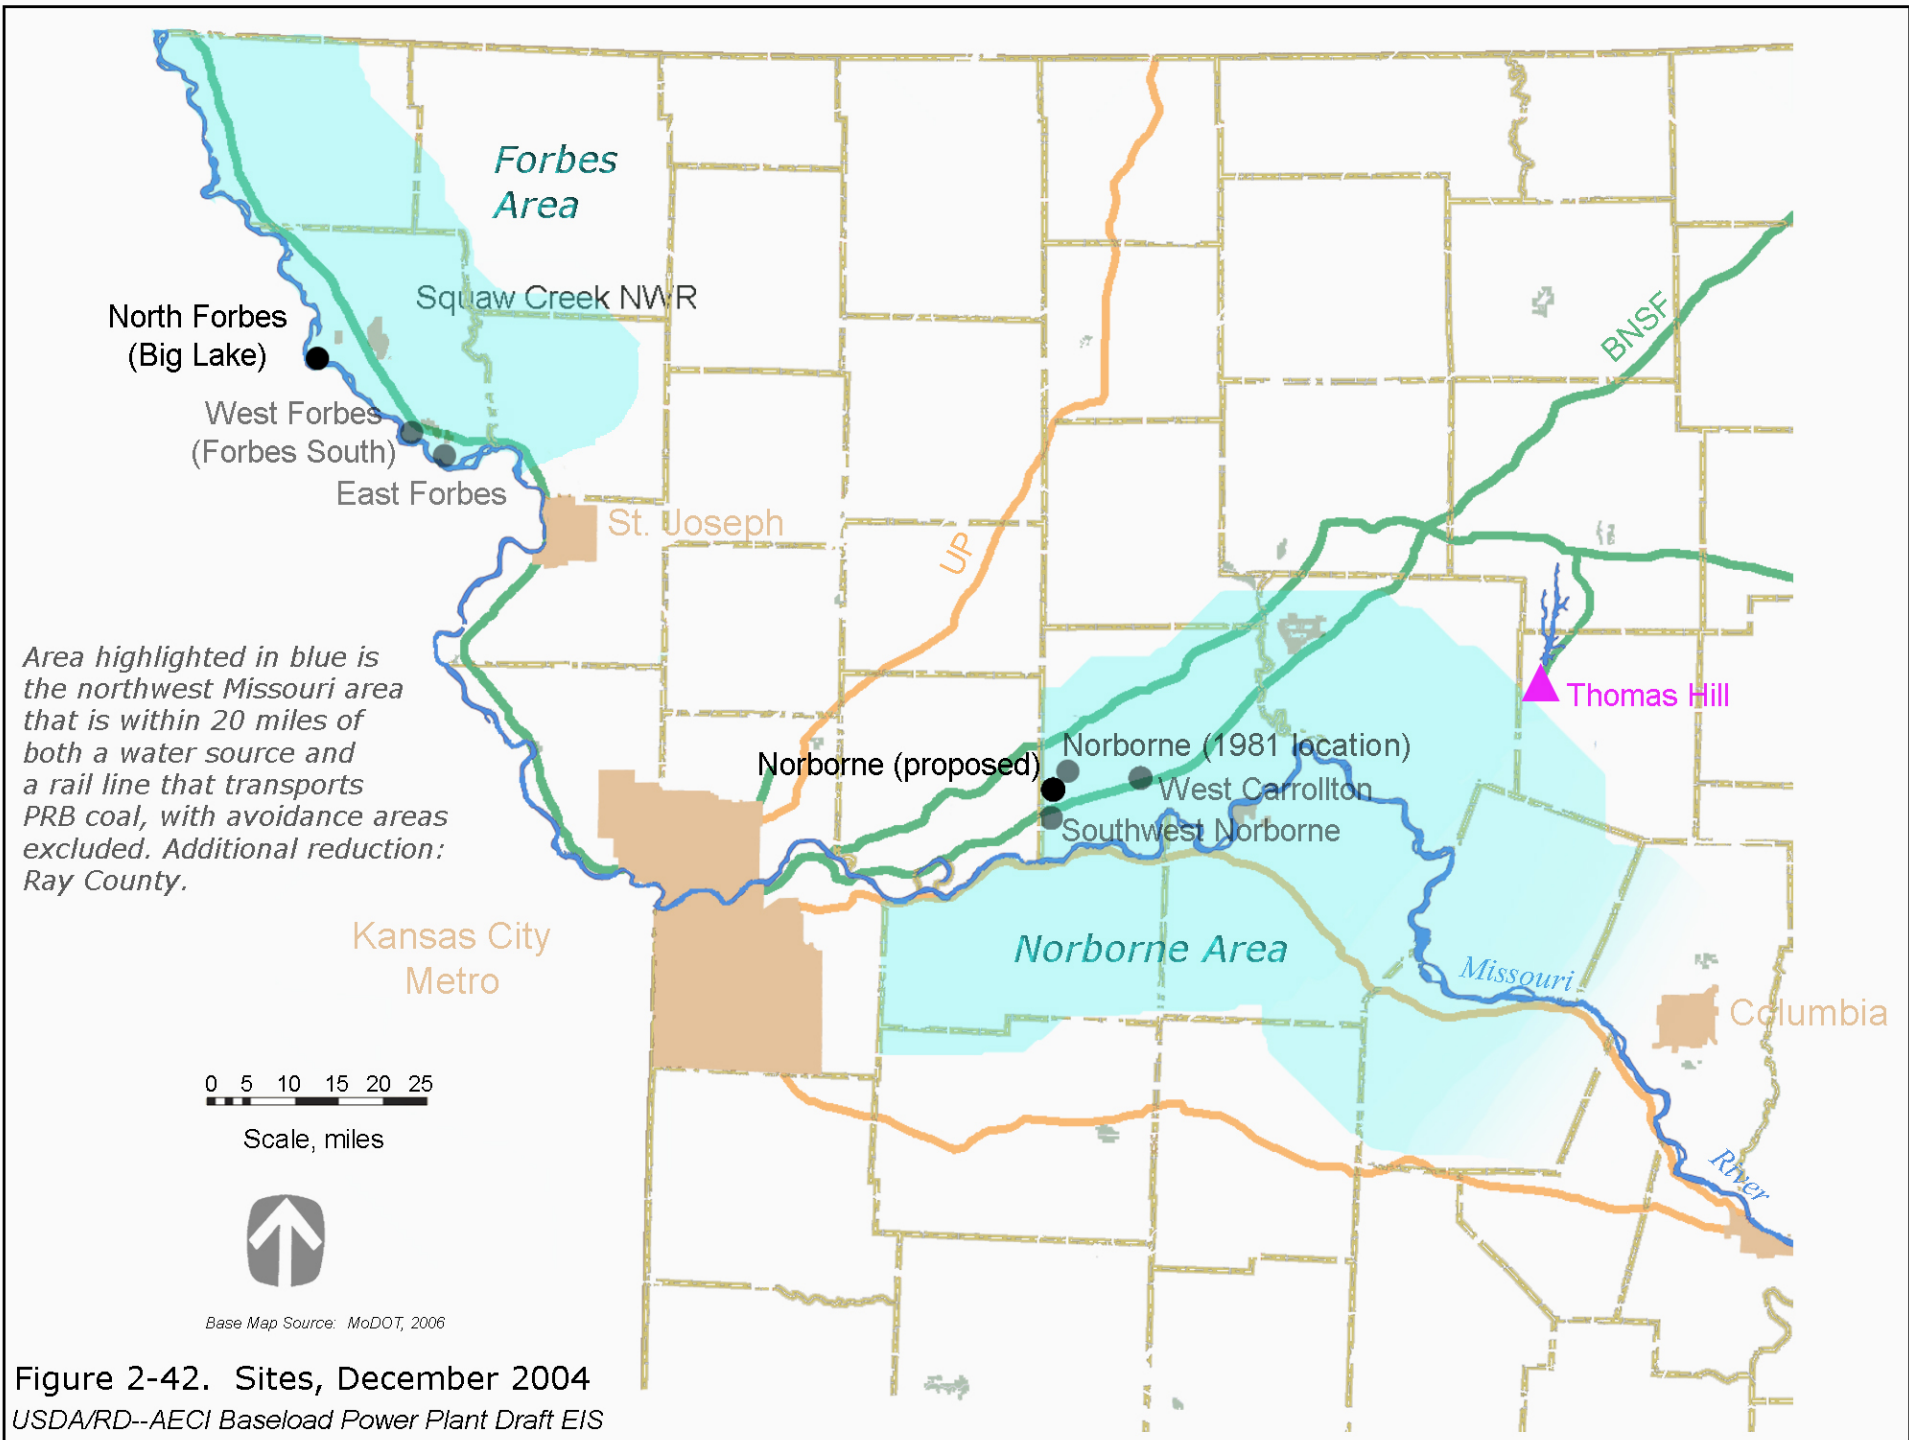 Forbes
Area
Squaw Creek NWR
North Forbes
(Big Lake)
West Forbes
(Forbes South)
East Forbes
St. Joseph
UP
BNSF
Area highlighted in blue is
the northwest Missouri area
that is within 20 miles of
both a water source and
a rail line that transports
PRB coal, with avoidance areas
excluded. Additional reduction:
Ray County.
Thomas Hill
Norborne (1981 location)
Norborne (proposed)
West Carrollton
Southwest Norborne
Kansas City
Metro
Norborne Area
Missouri
Columbia
River
0 5 10 15 20 25
Scale, miles
Base Map Source: MoDOT, 2006
Figure 2-42. Sites, December 2004
USDA/RD--AECI Baseload Power Plant Draft EIS